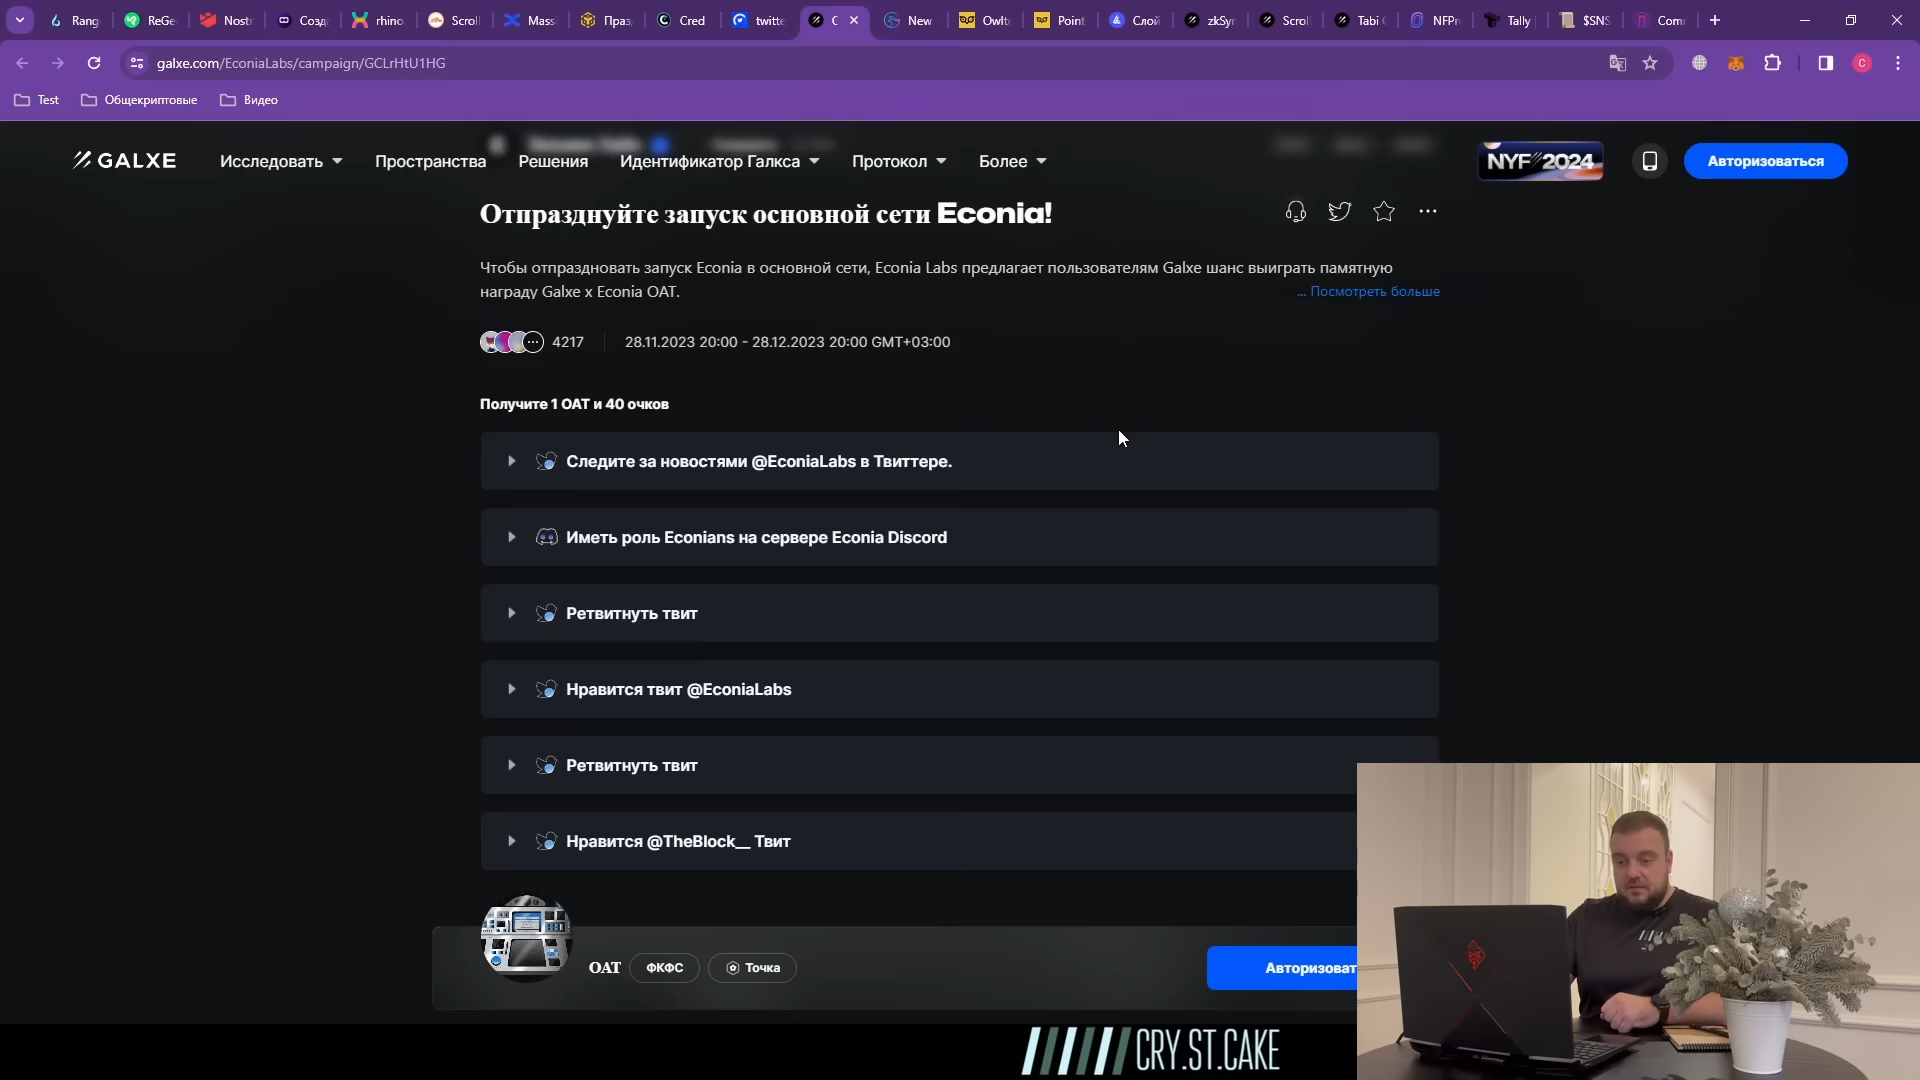 Rang
ReGe
Nost
Созд
rhino
Scroll
Mass
Праз
Cred
twitte
New
Owlt
Point
Слой
zkSyn
Scroll
Tabi
NFPr
Tally
$SNS
Comm
galxe.com/EconiaLabs/campaign/GCLrHtU1HG
C
Test
Общекриптовые
Видео
GALXE
Исследовать
Пространства
Решения
Идентификатор Галкса
Протокол
Более
NYF 2024
Авторизоваться
Отпразднуйте запуск основной сети Econia!
Чтобы отпраздновать запуск Econia в основной сети, Econia Labs предлагает пользователям Galxe шанс выиграть памятную
награду Galxe x Econia OAT.
... Посмотреть больше
4217
28.11.2023 20:00 - 28.12.2023 20:00 GMT+03:00
Получите 1 OAT и 40 очков
Следите за новостями @EconiaLabs в Твиттере.
Иметь роль Econians на сервере Econia Discord
Ретвитнуть твит
Нравится твит @EconiaLabs
Ретвитнуть твит
Нравится @TheBlock__ Твит
OAT
ФКФС
Точка
Авторизоват
CRY.ST.CAKE